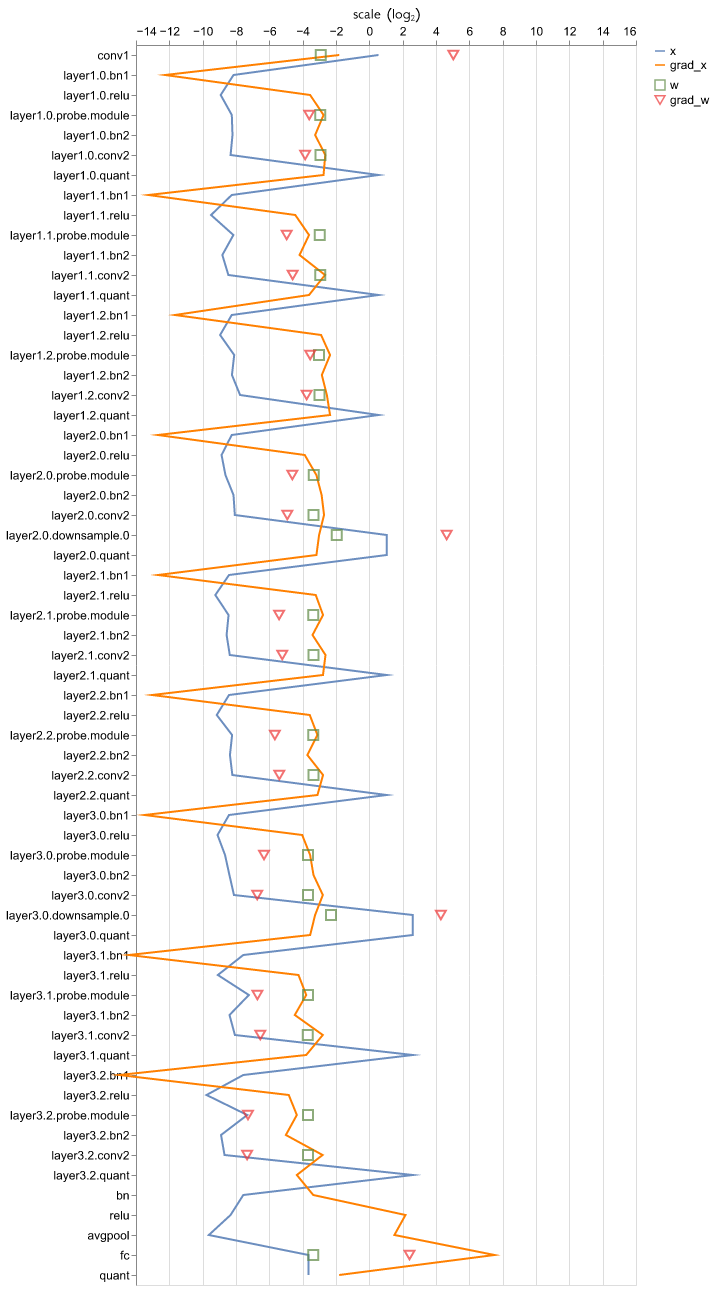 scale (log₂)
−14 −12 −10 −8 −6 −4 −2 0 2 4 6 8 10 12 14 16
conv1
layer1.0.bn1
layer1.0.relu
layer1.0.probe.module
layer1.0.bn2
layer1.0.conv2
layer1.0.quant
layer1.1.bn1
layer1.1.relu
layer1.1.probe.module
layer1.1.bn2
layer1.1.conv2
layer1.1.quant
layer1.2.bn1
layer1.2.relu
layer1.2.probe.module
layer1.2.bn2
layer1.2.conv2
layer1.2.quant
layer2.0.bn1
layer2.0.relu
layer2.0.probe.module
layer2.0.bn2
layer2.0.conv2
layer2.0.downsample.0
layer2.0.quant
layer2.1.bn1
layer2.1.relu
layer2.1.probe.module
layer2.1.bn2
layer2.1.conv2
layer2.1.quant
layer2.2.bn1
layer2.2.relu
layer2.2.probe.module
layer2.2.bn2
layer2.2.conv2
layer2.2.quant
layer3.0.bn1
layer3.0.relu
layer3.0.probe.module
layer3.0.bn2
layer3.0.conv2
layer3.0.downsample.0
layer3.0.quant
layer3.1.bn1
layer3.1.relu
layer3.1.probe.module
layer3.1.bn2
layer3.1.conv2
layer3.1.quant
layer3.2.bn1
layer3.2.relu
layer3.2.probe.module
layer3.2.bn2
layer3.2.conv2
layer3.2.quant
bn
relu
avgpool
fc
quant
x
grad_x
w
grad_w